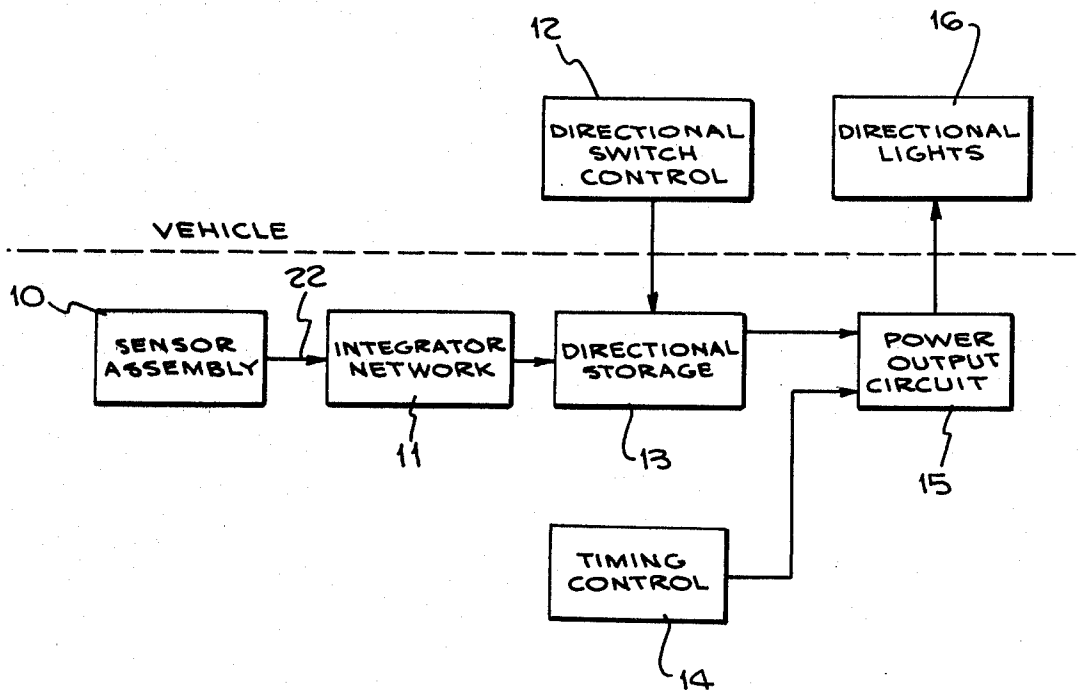 12
16
DIRECTIONAL
SWITCH
CONTROL
DIRECTIONAL
LIGHTS
VEHICLE
10
22
SENSOR
ASSEMBLY
INTEGRATOR
NETWORK
DIRECTIONAL
STORAGE
POWER
OUTPUT
CIRCUIT
11
13
15
TIMING
CONTROL
14